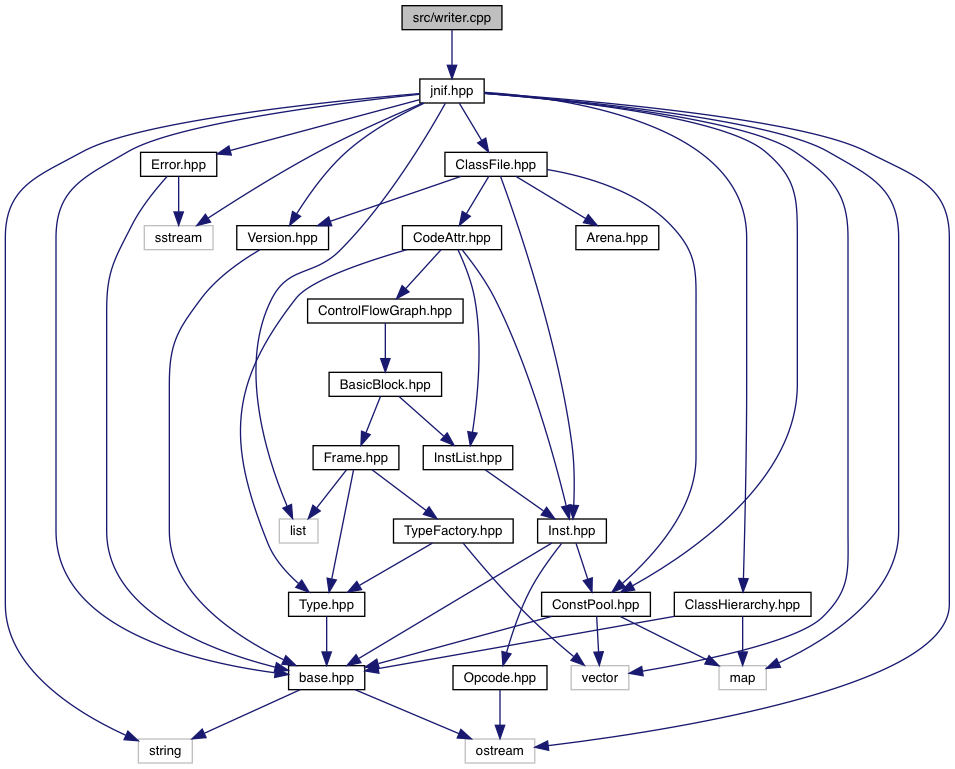 src/writer.cpp
jnif.hpp
Error.hpp
ClassFile.hpp
sstream
Version.hpp
CodeAttr.hpp
Arena.hpp
ControlFlowGraph.hpp
BasicBlock.hpp
Frame.hpp
InstList.hpp
list
TypeFactory.hpp
Inst.hpp
Type.hpp
ConstPool.hpp
ClassHierarchy.hpp
base.hpp
Opcode.hpp
vector
map
string
ostream